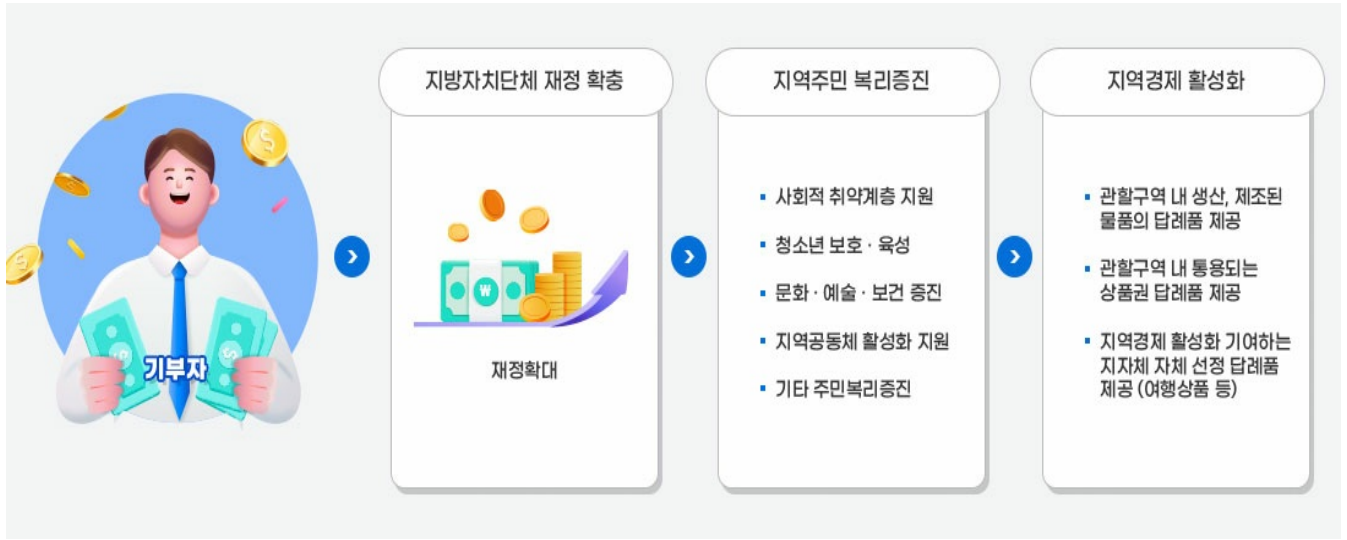 기부자
지방자치단체 재정 확충
재정확대
지역주민 복리증진
사회적 취약계층 지원
청소년 보호 · 육성
문화 · 예술 · 보건 증진
지역공동체 활성화 지원
기타 주민복리증진
지역경제 활성화
관할구역 내 생산, 제조된
물품의 답례품 제공
관할구역 내 통용되는
상품권 답례품 제공
지역경제 활성화 기여하는
지자체 자체 선정 답례품
제공 (여행상품 등)